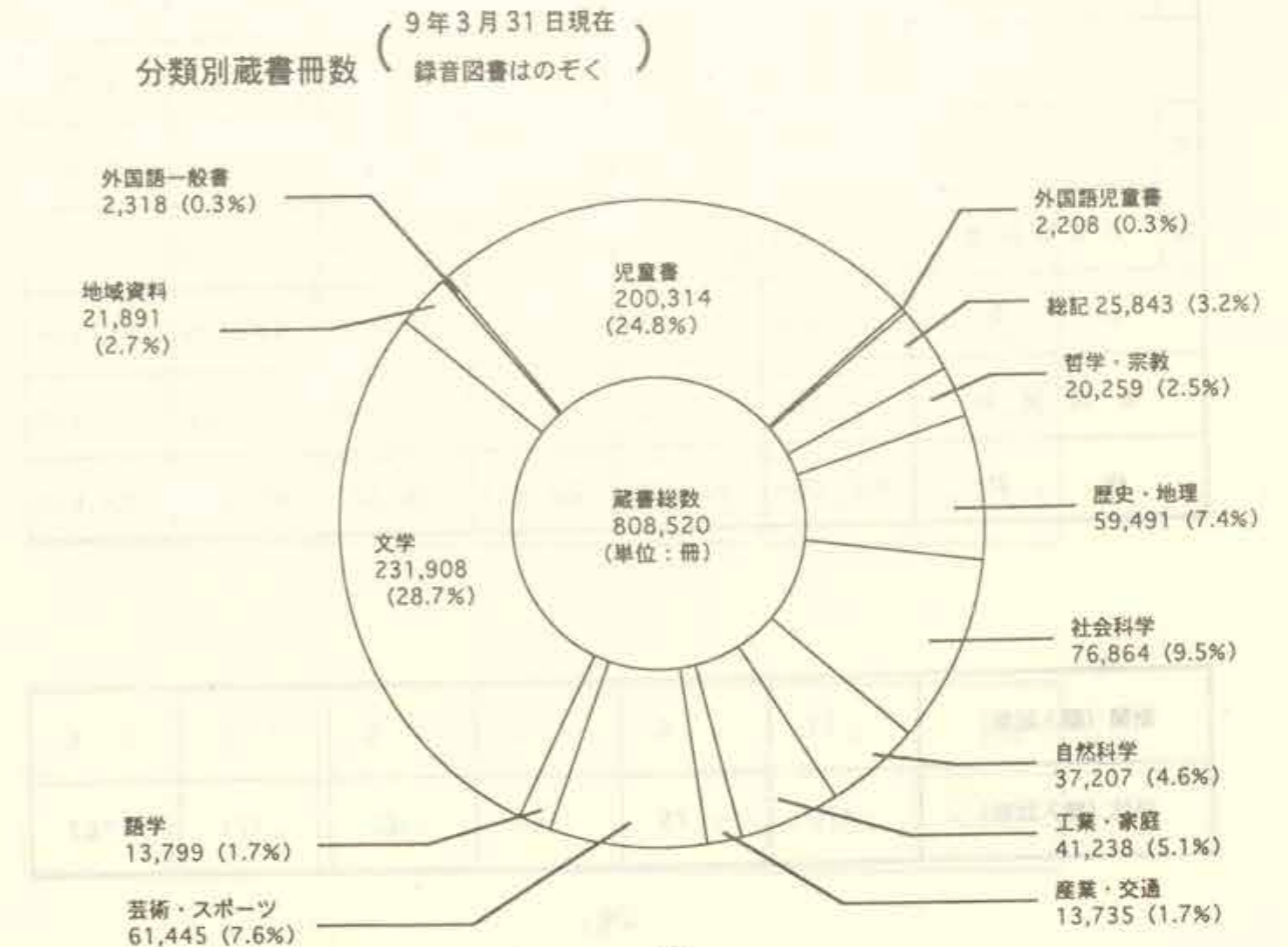 分類別蔵書冊数
9年3月31日現在
録音図書はのぞく
外国語一般書
2,318 (0.3%)
地域資料
21,891
(2.7%)
児童書
200,314
(24.8%)
外国語児童書
2,208 (0.3%)
総記 25,843 (3.2%)
哲学・宗教
20,259 (2.5%)
歴史・地理
59,491 (7.4%)
蔵書総数
808,520
(単位:冊)
文学
231,908
(28.7%)
社会科学
76,864 (9.5%)
自然科学
37,207 (4.6%)
工業・家庭
41,238 (5.1%)
産業・交通
13,735 (1.7%)
語学
13,799 (1.7%)
芸術・スポーツ
61,445 (7.6%)